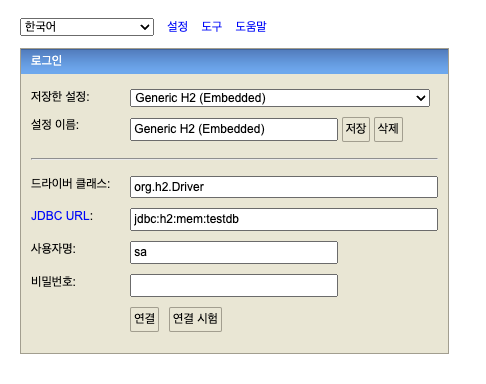 한국어 설정 도구 도움말
로그인
저장한 설정: Generic H2 (Embedded)
설정 이름: Generic H2 (Embedded) 저장 삭제
드라이버 클래스: org.h2.Driver
JDBC URL: jdbc:h2:mem:testdb
사용자명: sa
비밀번호:
연결 연결 시험